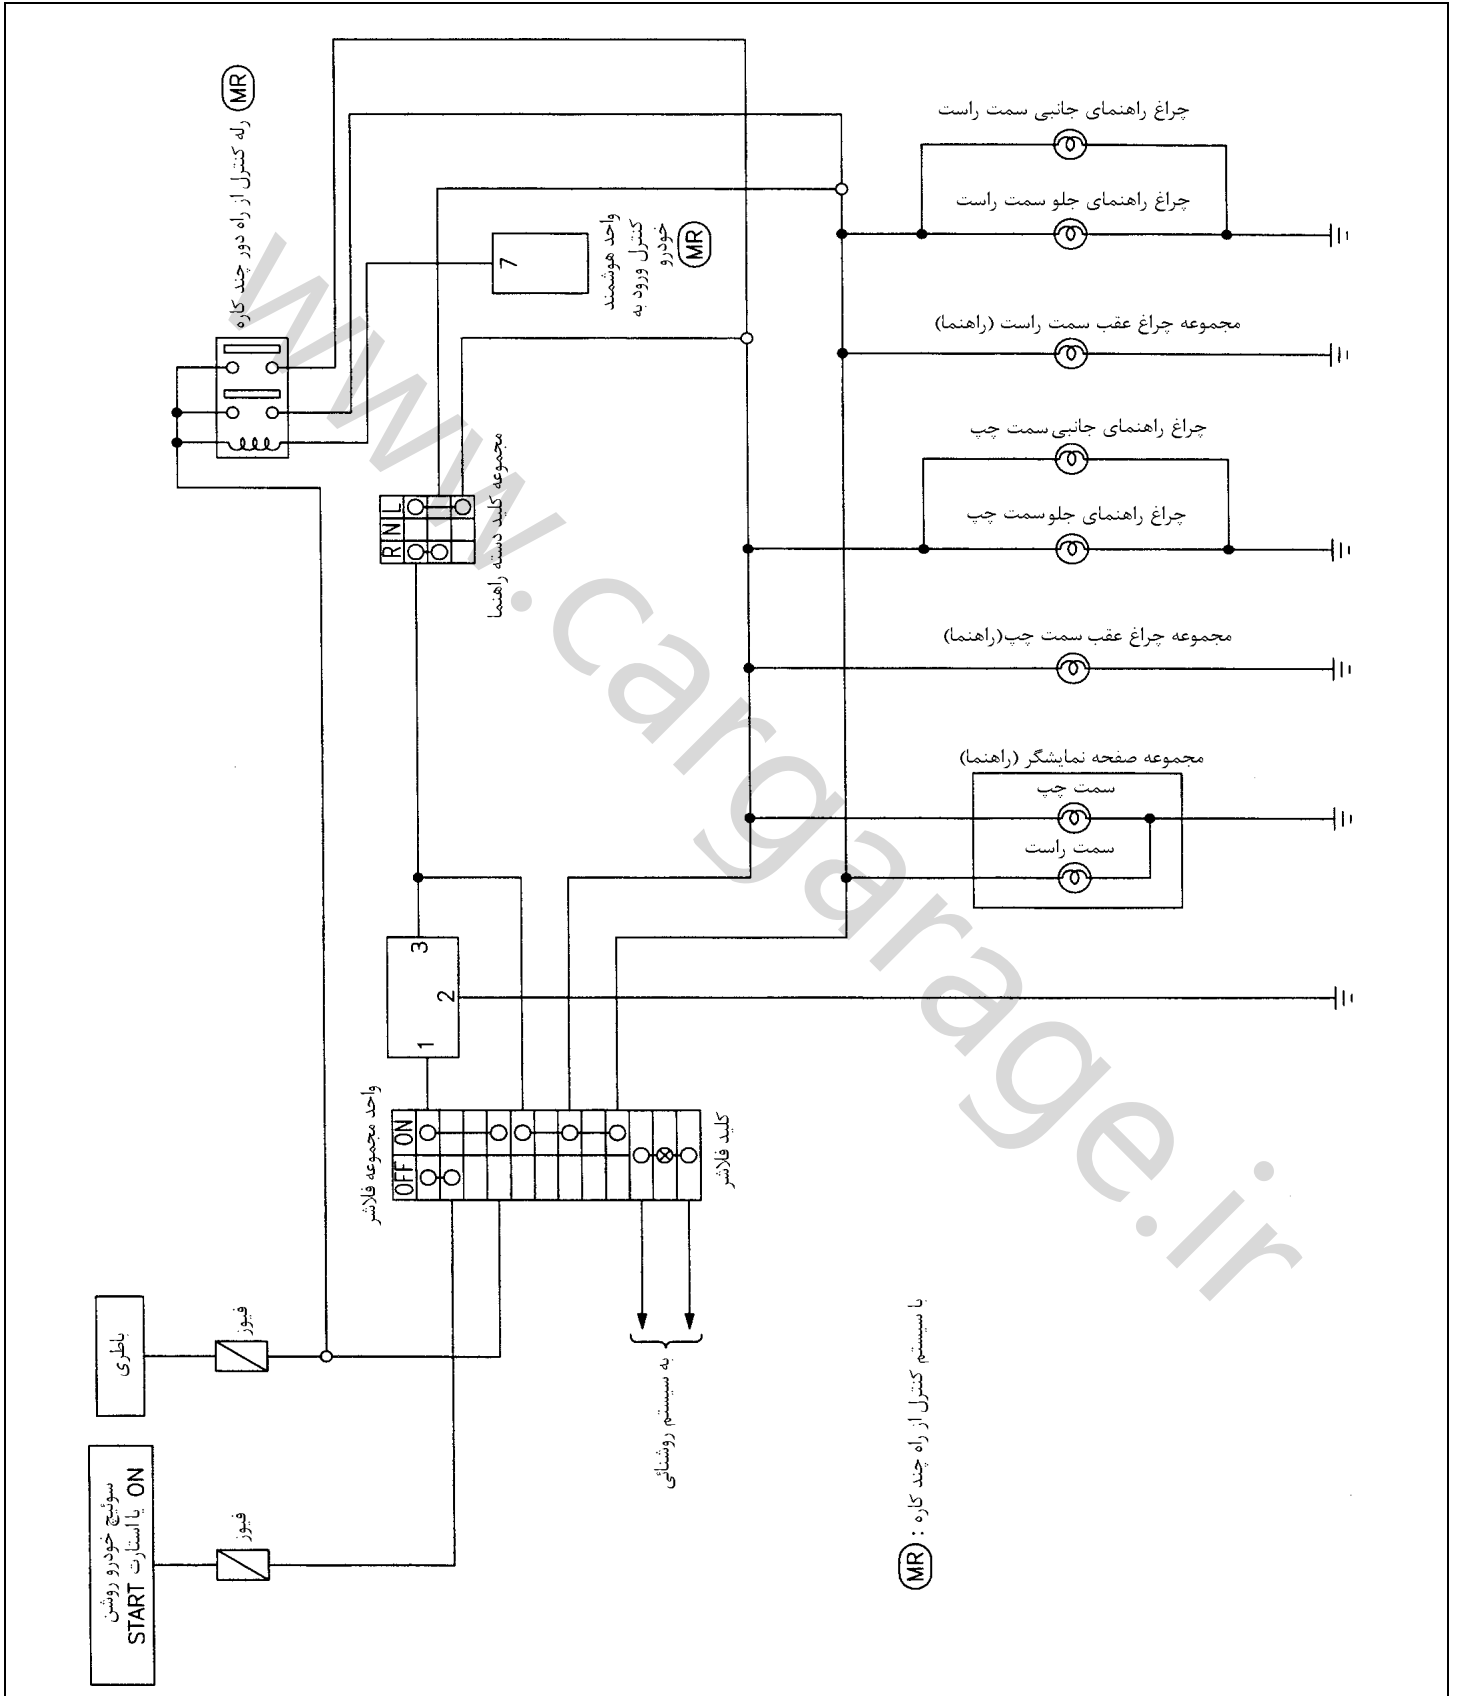 MR
رله کنترل از راه دور چند کاره
چراغ راهنمای جانبی سمت راست
چراغ راهنمای جلو سمت راست
MR
واحد هوشمند
کنترل ورود به
خودرو
7
مجموعه چراغ عقب سمت راست (راهنما)
چراغ راهنمای جانبی سمت چپ
مجموعه کلید دسته راهنما
R N L
چراغ راهنمای جلو سمت چپ
مجموعه چراغ عقب سمت چپ(راهنما)
مجموعه صفحه نمایشگر (راهنما)
سمت چپ
سمت راست
3
2
1
واحد مجموعه فلاشر
OFF ON
کلید فلاشر
باطری
فیوز
به سیستم روشنائی
سوئیچ خودرو روشن
ON یا استارت START
فیوز
MR : با سیستم کنترل از راه چند کاره
www.cargarage.ir